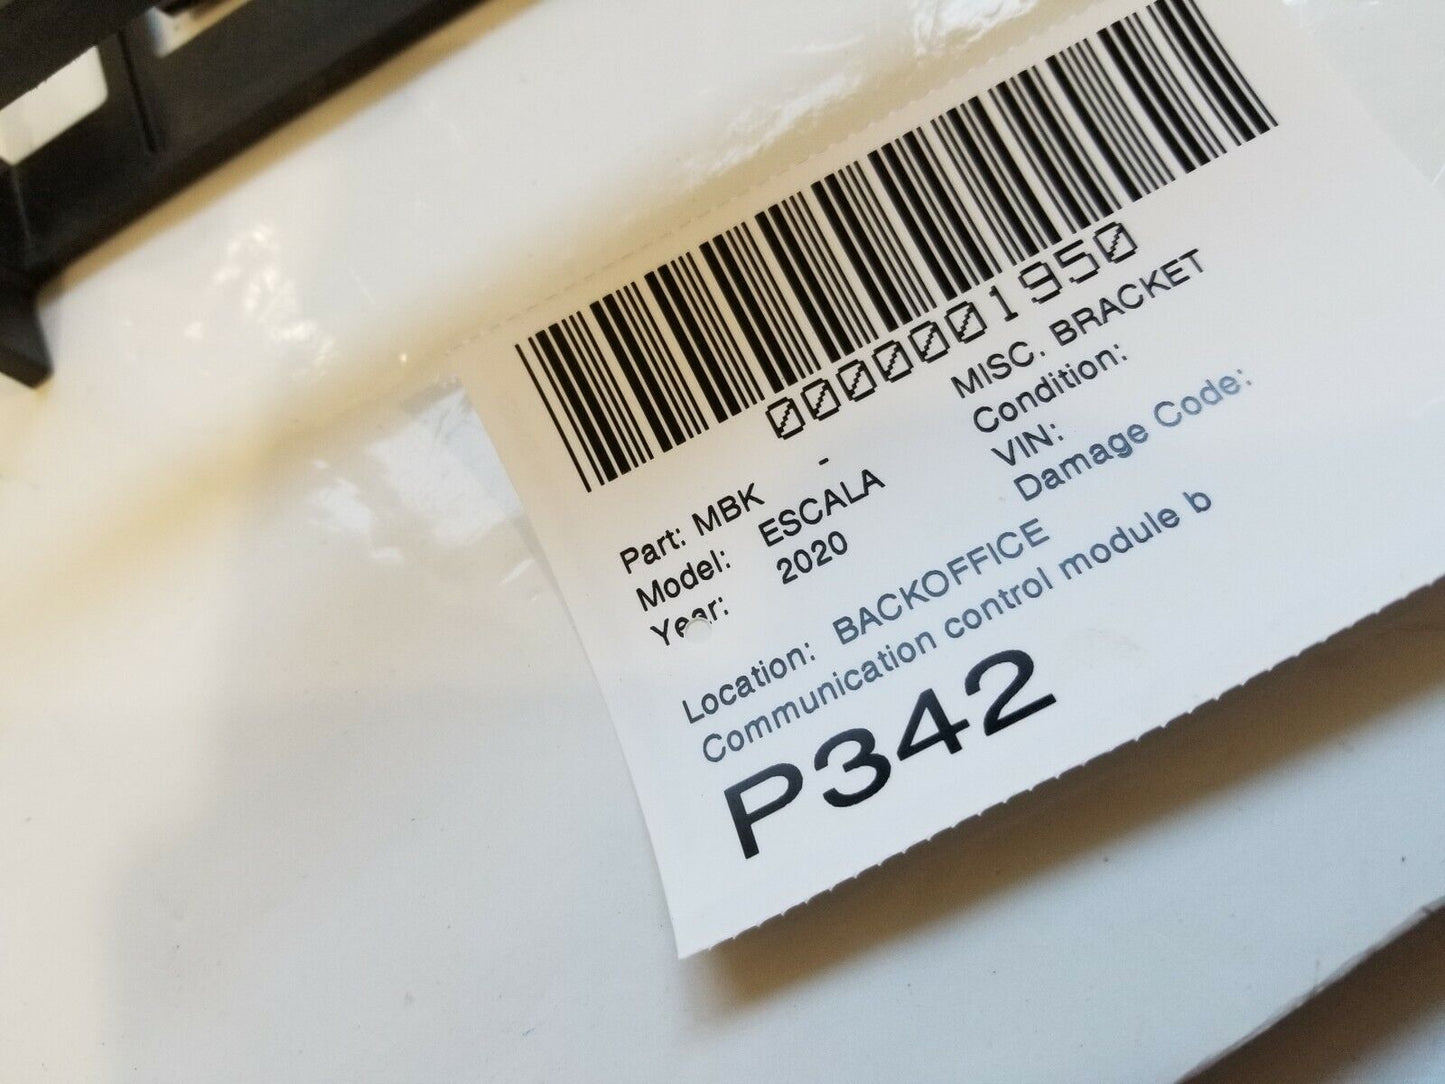 0000001950
Part: MBK - MISC. BRACKET
Model: ESCALA Condition:
Year: 2020 VIN:
Damage Code:
Location: BACKOFFICE
Communication control module b
P342